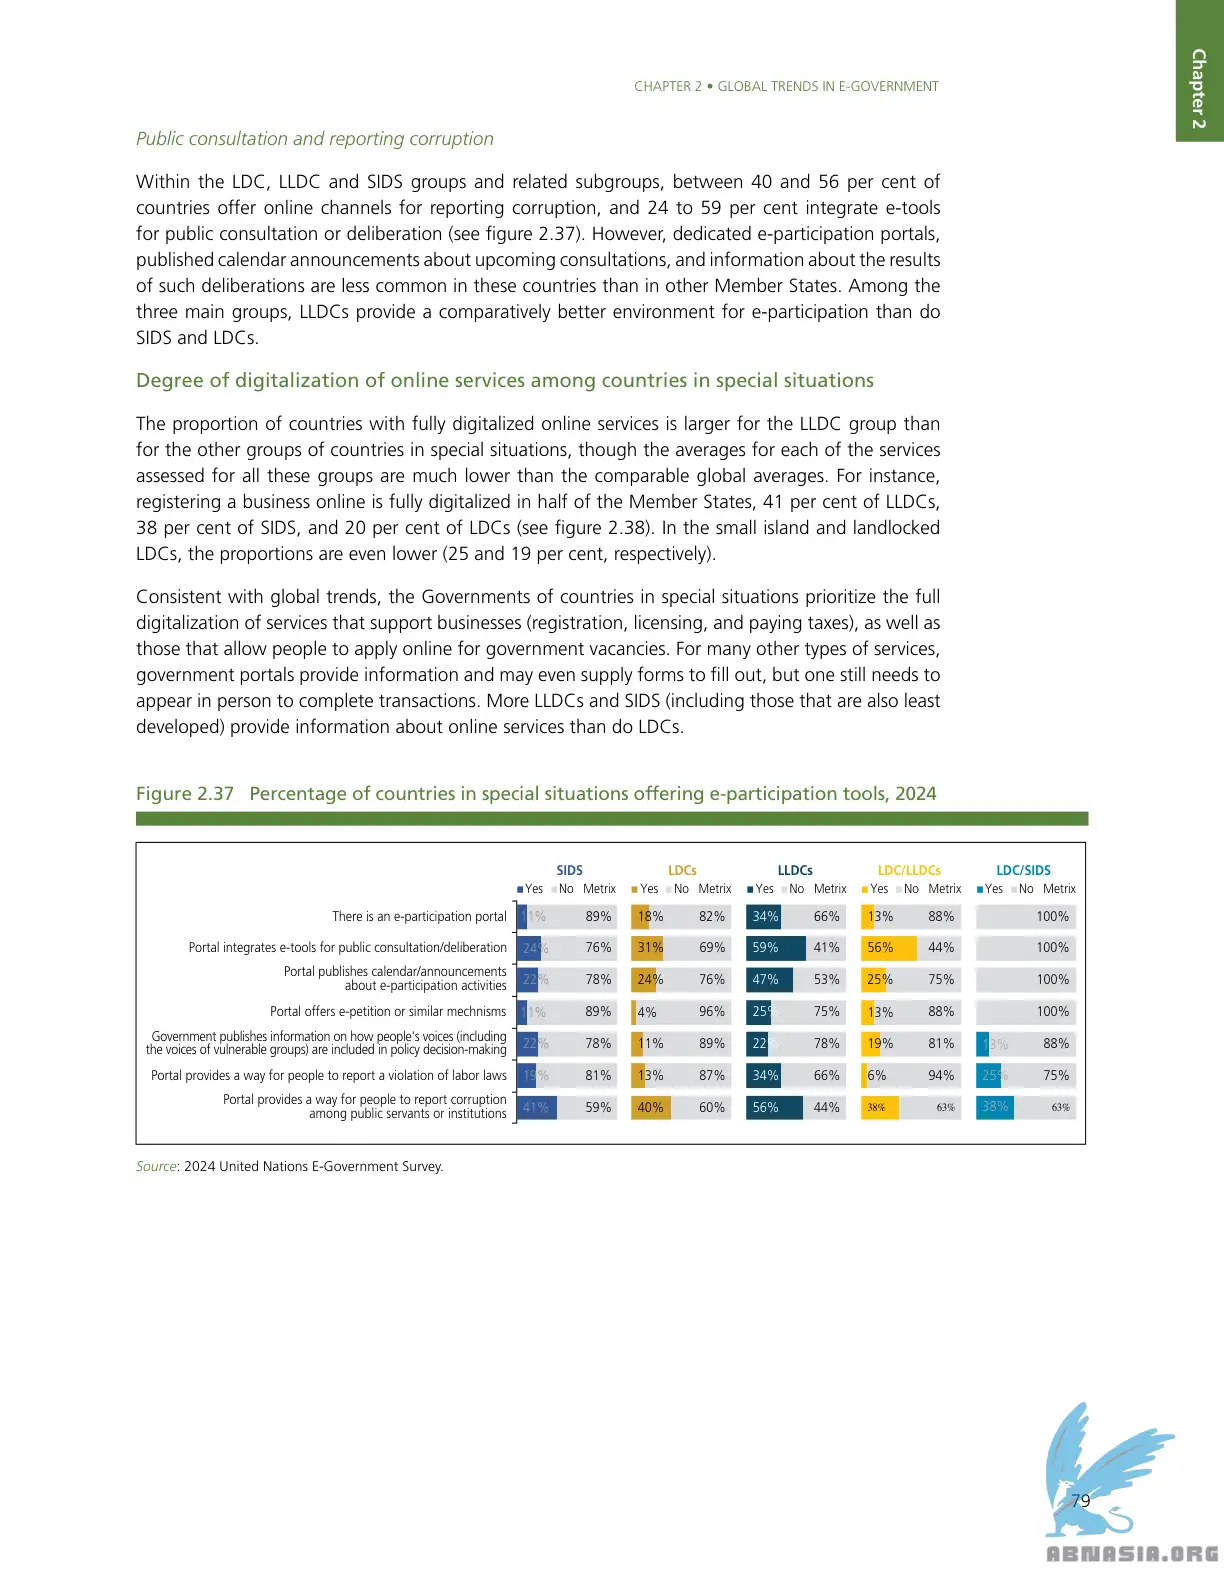 Chapter 2
CHAPTER 2 • GLOBAL TRENDS IN E-GOVERNMENT
Public consultation and reporting corruption
Within the LDC, LLDC and SIDS groups and related subgroups, between 40 and 56 per cent of
countries offer online channels for reporting corruption, and 24 to 59 per cent integrate e-tools
for public consultation or deliberation (see figure 2.37). However, dedicated e-participation portals,
published calendar announcements about upcoming consultations, and information about the results
of such deliberations are less common in these countries than in other Member States. Among the
three main groups, LLDCs provide a comparatively better environment for e-participation than do
SIDS and LDCs.
Degree of digitalization of online services among countries in special situations
The proportion of countries with fully digitalized online services is larger for the LLDC group than
for the other groups of countries in special situations, though the averages for each of the services
assessed for all these groups are much lower than the comparable global averages. For instance,
registering a business online is fully digitalized in half of the Member States, 41 per cent of LLDCs,
38 per cent of SIDS, and 20 per cent of LDCs (see figure 2.38). In the small island and landlocked
LDCs, the proportions are even lower (25 and 19 per cent, respectively).
Consistent with global trends, the Governments of countries in special situations prioritize the full
digitalization of services that support businesses (registration, licensing, and paying taxes), as well as
those that allow people to apply online for government vacancies. For many other types of services,
government portals provide information and may even supply forms to fill out, but one still needs to
appear in person to complete transactions. More LLDCs and SIDS (including those that are also least
developed) provide information about online services than do LDCs.
Figure 2.37 Percentage of countries in special situations offering e-participation tools, 2024
SIDS LDCs LLDCs LDC/LLDCs LDC/SIDS
Yes No Metrix Yes No Metrix Yes No Metrix Yes No Metrix Yes No Metrix
There is an e-participation portal 11% 89% 18% 82% 34% 66% 13% 88% 100%
Portal integrates e-tools for public consultation/deliberation 24% 76% 31% 69% 59% 41% 56% 44% 100%
Portal publishes calendar/announcements
about e-participation activities 22% 78% 24% 76% 47% 53% 25% 75% 100%
Portal offers e-petition or similar mechnisms 11% 89% 4% 96% 25% 75% 13% 88% 100%
Government publishes information on how people's voices (including
the voices of vulnerable groups) are included in policy decision-making 22% 78% 11% 89% 22% 78% 19% 81% 13% 88%
Portal provides a way for people to report a violation of labor laws 19% 81% 13% 87% 34% 66% 6% 94% 25% 75%
Portal provides a way for people to report corruption
among public servants or institutions 41% 59% 40% 60% 56% 44% 38% 63% 38% 63%
Source: 2024 United Nations E-Government Survey.
79
ABNASIA.ORG